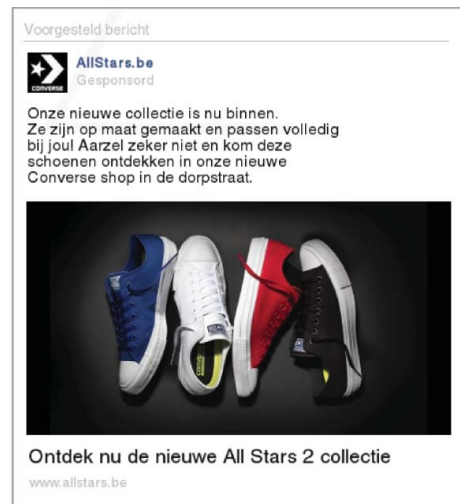 Voorgesteld bericht
CONVERSE
AllStars.be
Gesponsord
Onze nieuwe collectie is nu binnen.
Ze zijn op maat gemaakt en passen volledig
bij jou! Aarzel zeker niet en kom deze
schoenen ontdekken in onze nieuwe
Converse shop in de dorpstraat.
Ontdek nu de nieuwe All Stars 2 collectie
www.allstars.be